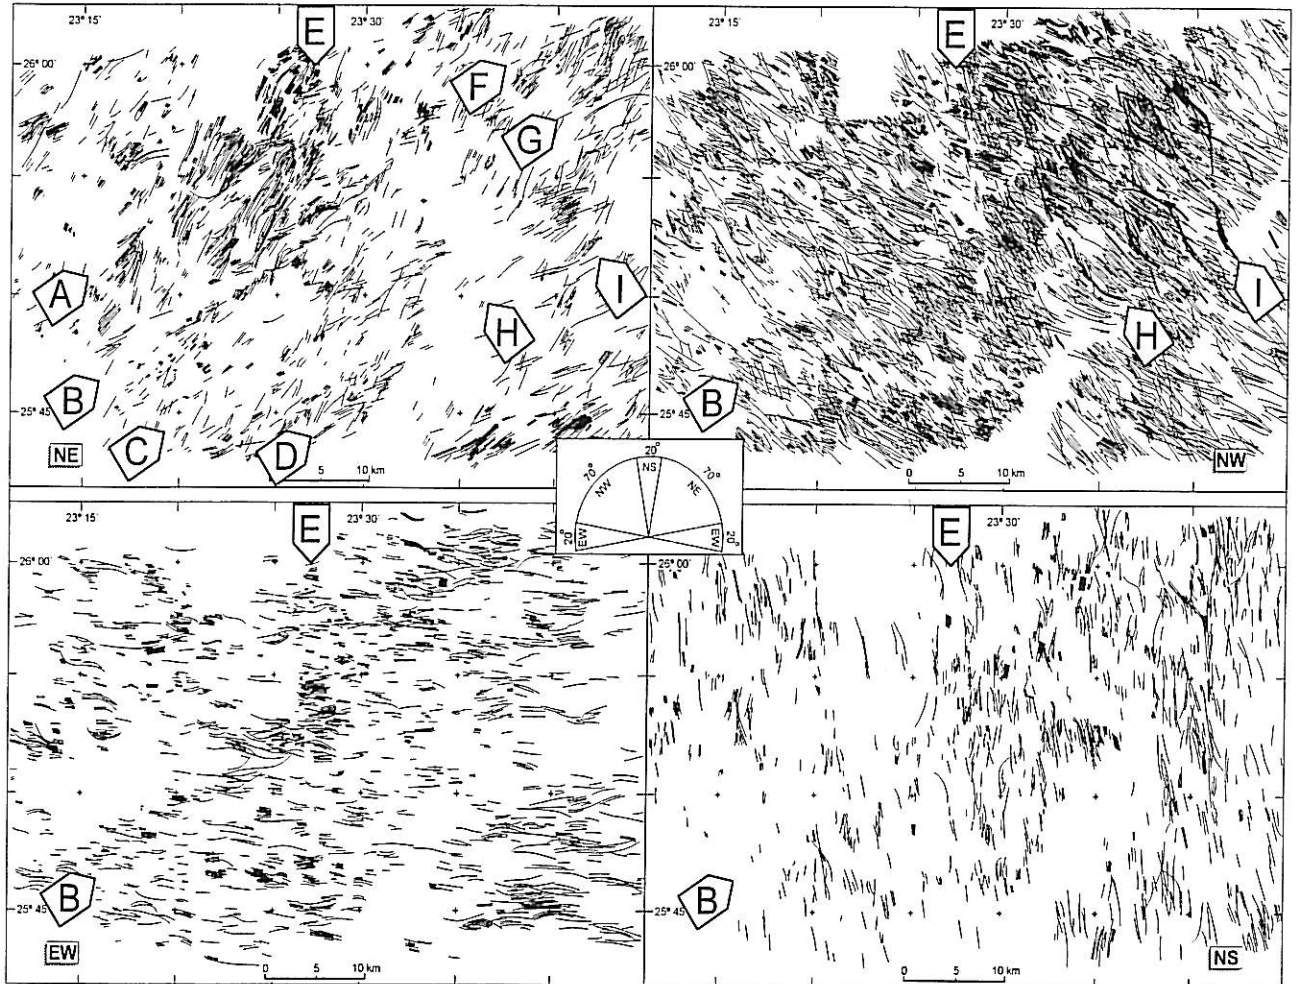 23° 15´ E 23° 30´
26° 00´
F
G
A
I
H
B
25° 45´
C
D
NE
5 10 km
23° 15´ E 23° 30´
26° 00´
I
H
B
25° 45´
0 5 10 km
NW
20°
70° NS 70°
NW NE
20° EW EW 20°
23° 15´ E 23° 30´
26° 00´
B
25° 45´
EW
0 5 10 km
E 23° 30´
25° 00´
B
25° 45´
NS
0 5 10 km